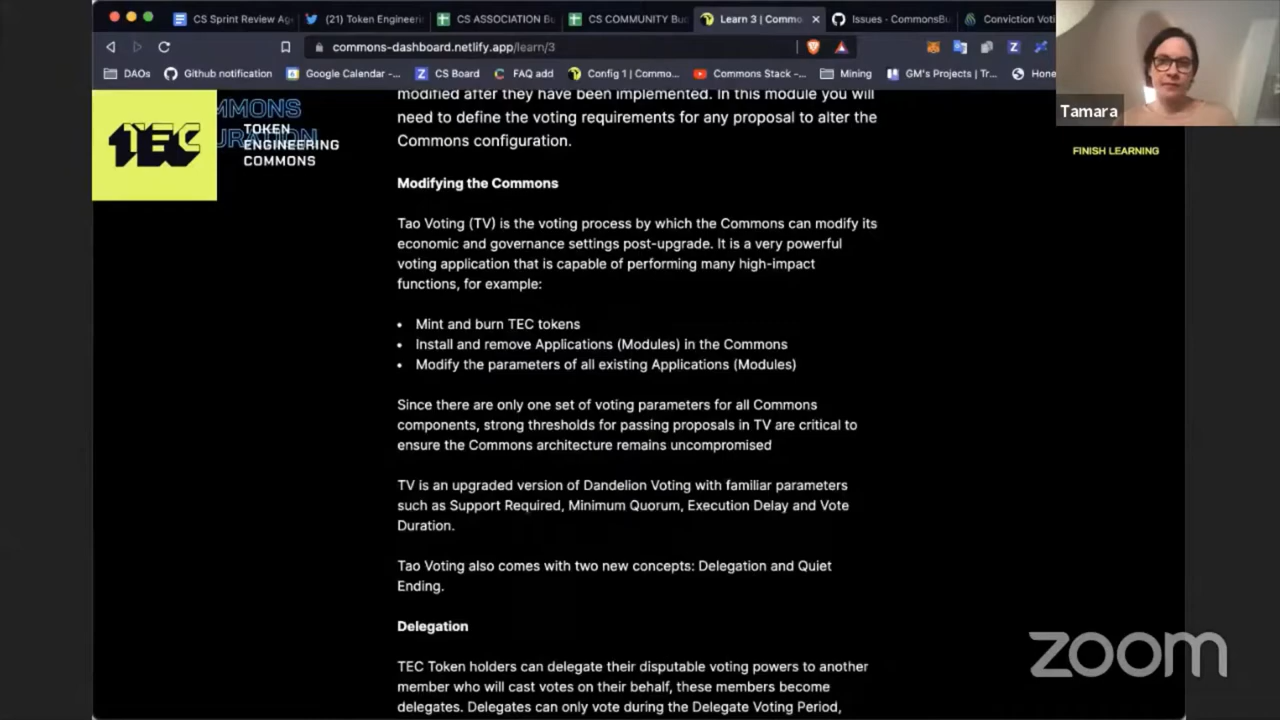 CS Sprint Review Ag
(21) Token Engineeri
CS ASSOCIATION B
CS COMMUNITY Bu
Learn 3 | Commo
Issues - CommonsBu
Conviction Voti
commons-dashboard.netlify.app/learn/3
DAOs
Github notification
Google Calendar -...
CS Board
FAQ add
Config 1 | Commo...
Commons Stack -...
Mining
GM's Projects | Tr...
Hone
Tamara
TEC
MMONS
TOKEN
ENGINEERING
COMMONS
FINISH LEARNING
modified after they have been implemented. In this module you will
need to define the voting requirements for any proposal to alter the
Commons configuration.
Modifying the Commons
Tao Voting (TV) is the voting process by which the Commons can modify its
economic and governance settings post-upgrade. It is a very powerful
voting application that is capable of performing many high-impact
functions, for example:
• Mint and burn TEC tokens
• Install and remove Applications (Modules) in the Commons
• Modify the parameters of all existing Applications (Modules)
Since there are only one set of voting parameters for all Commons
components, strong thresholds for passing proposals in TV are critical to
ensure the Commons architecture remains uncompromised
TV is an upgraded version of Dandelion Voting with familiar parameters
such as Support Required, Minimum Quorum, Execution Delay and Vote
Duration.
Tao Voting also comes with two new concepts: Delegation and Quiet
Ending.
Delegation
TEC Token holders can delegate their disputable voting powers to another
member who will cast votes on their behalf, these members become
delegates. Delegates can only vote during the Delegate Voting Period,
zoom